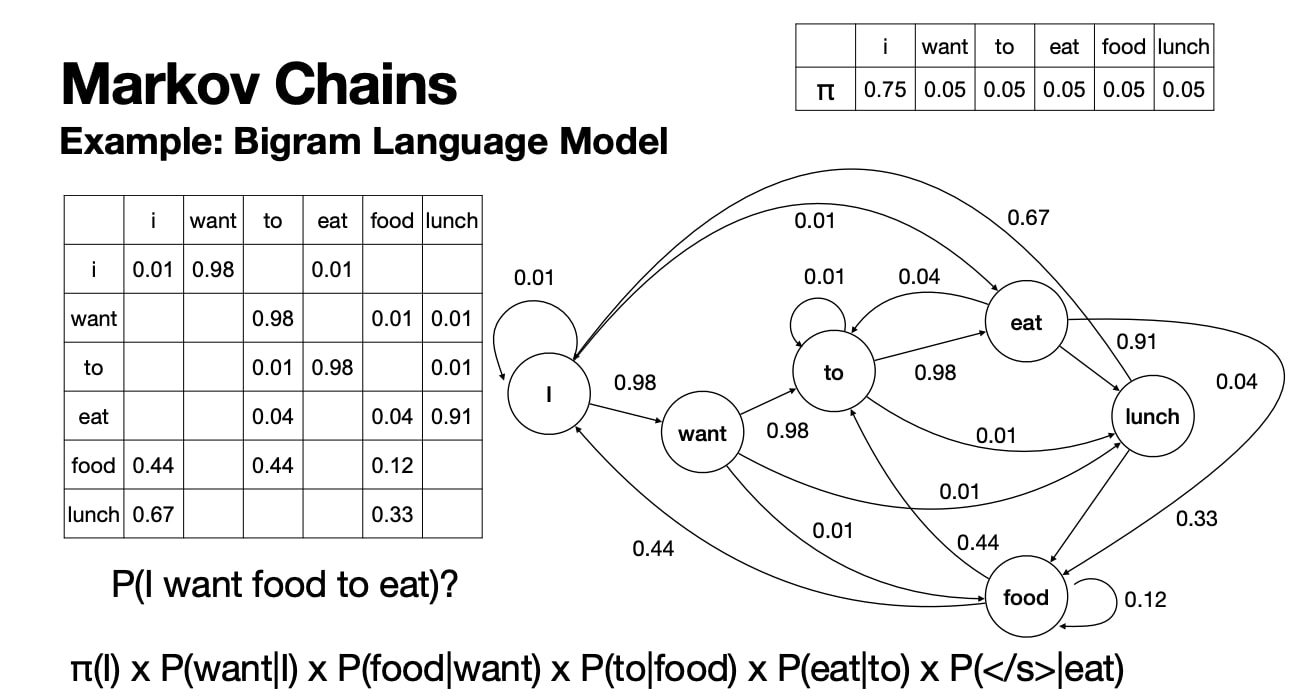 i want to eat food lunch
π 0.75 0.05 0.05 0.05 0.05 0.05
Markov Chains
Example: Bigram Language Model
i want to eat food lunch
i 0.01 0.98 0.01
want 0.98 0.01 0.01
to 0.01 0.98 0.01
eat 0.04 0.04 0.91
food 0.44 0.44 0.12
lunch 0.67 0.33
0.67
0.01
0.01
0.01
0.04
eat
0.91
0.04
to
0.98
I
0.98
lunch
want
0.98
0.01
0.01
0.33
0.01
0.44
0.44
food
0.12
P(I want food to eat)?
π(I) x P(want|I) x P(food|want) x P(to|food) x P(eat|to) x P(</s>|eat)